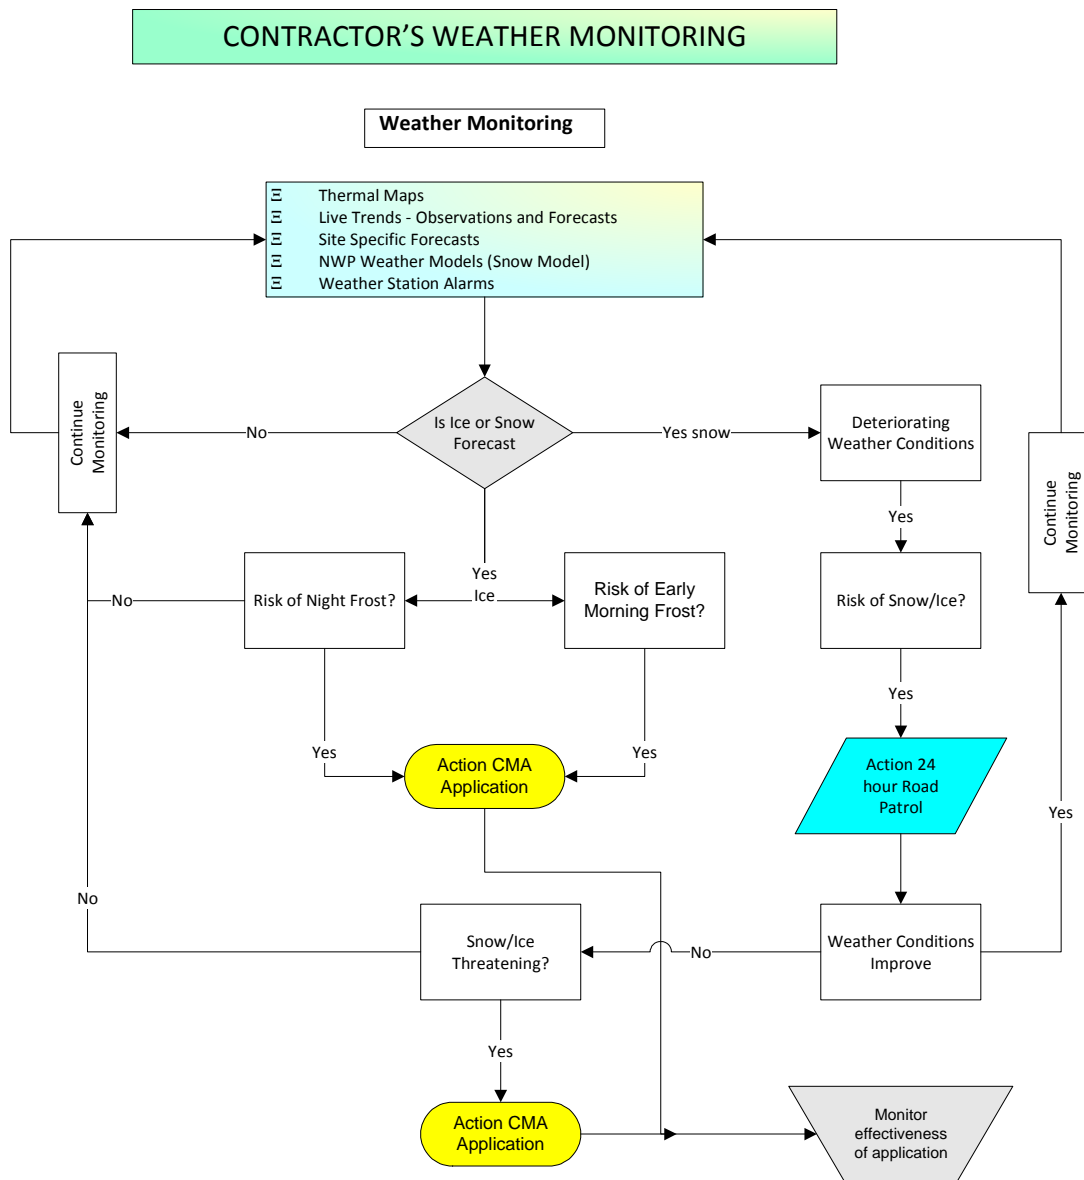 CONTRACTOR'S WEATHER MONITORING
Weather Monitoring
Ξ Thermal Maps
Ξ Live Trends - Observations and Forecasts
Ξ Site Specific Forecasts
Ξ NWP Weather Models (Snow Model)
Ξ Weather Station Alarms
Continue
Monitoring
No
Is Ice or Snow
Forecast
Yes snow
Deteriorating
Weather Conditions
Continue
Monitoring
Yes
Yes
Ice
No
Risk of Night Frost?
Risk of Early
Morning Frost?
Risk of Snow/Ice?
Yes
Yes
Yes
Action CMA
Application
Action 24
hour Road
Patrol
Yes
No
Snow/Ice
Threatening?
No
Weather Conditions
Improve
Yes
Action CMA
Application
Monitor
effectiveness
of application